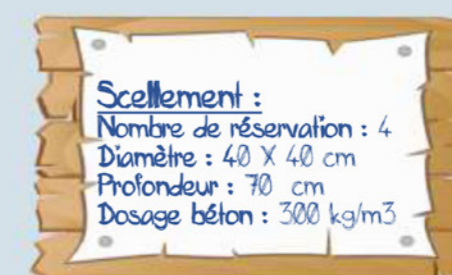 Scellement :
Nombre de réservation : 4
Diamètre : 40 X 40 cm
Profondeur : 70 cm
Dosage béton : 300 kg/m3